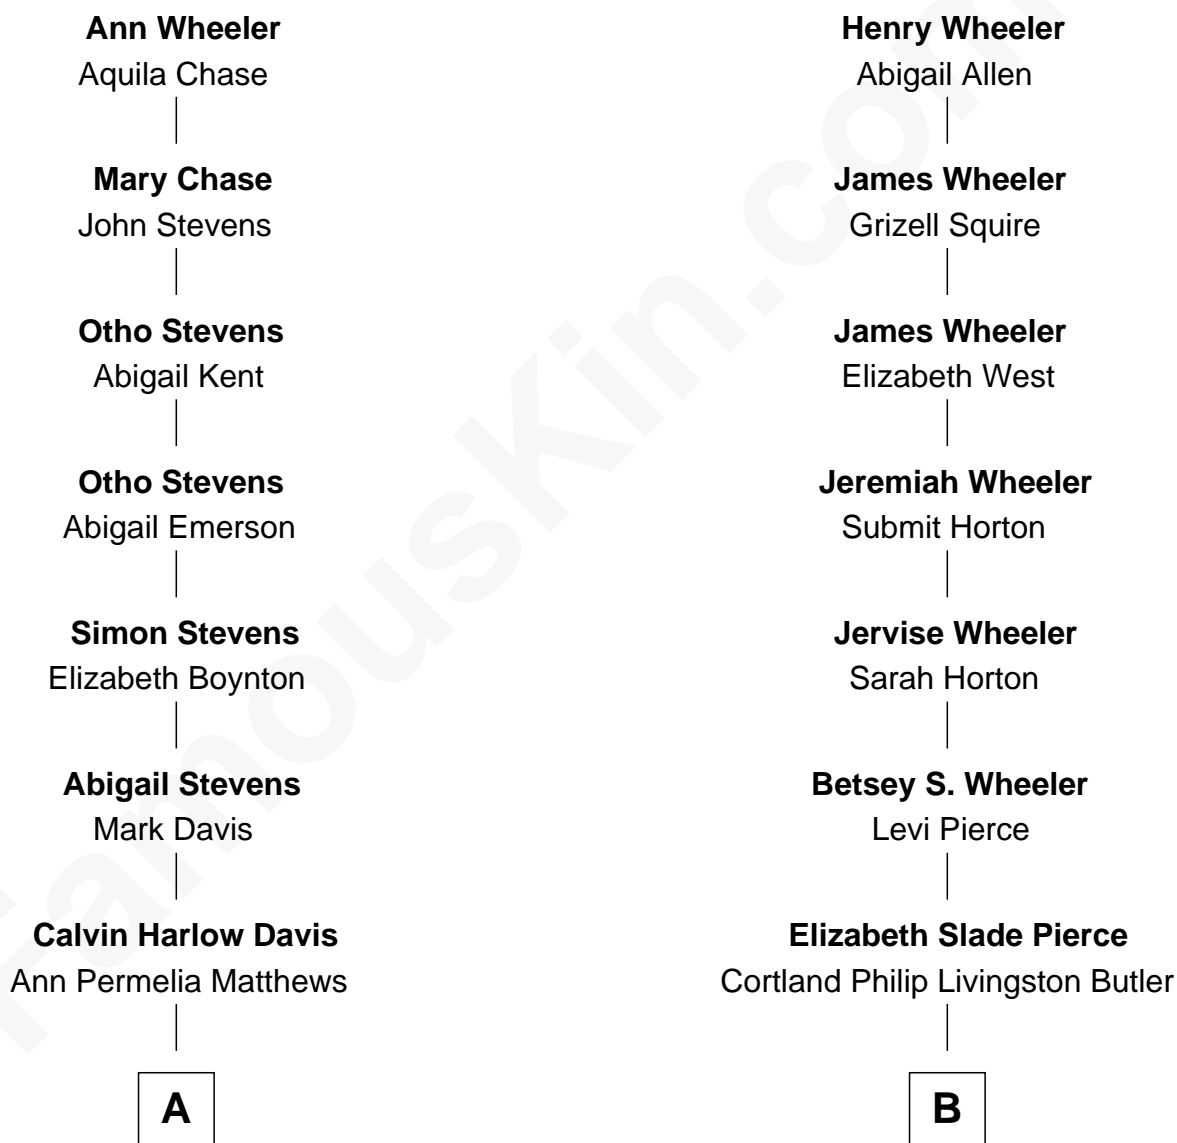 Ann Wheeler
Aquila Chase
Mary Chase
John Stevens
Otho Stevens
Abigail Kent
Otho Stevens
Abigail Emerson
Simon Stevens
Elizabeth Boynton
Abigail Stevens
Mark Davis
Calvin Harlow Davis
Ann Permelia Matthews
A
Henry Wheeler
Abigail Allen
James Wheeler
Grizell Squire
James Wheeler
Elizabeth West
Jeremiah Wheeler
Submit Horton
Jervise Wheeler
Sarah Horton
Betsey S. Wheeler
Levi Pierce
Elizabeth Slade Pierce
Cortland Philip Livingston Butler
B
FamousKin.com